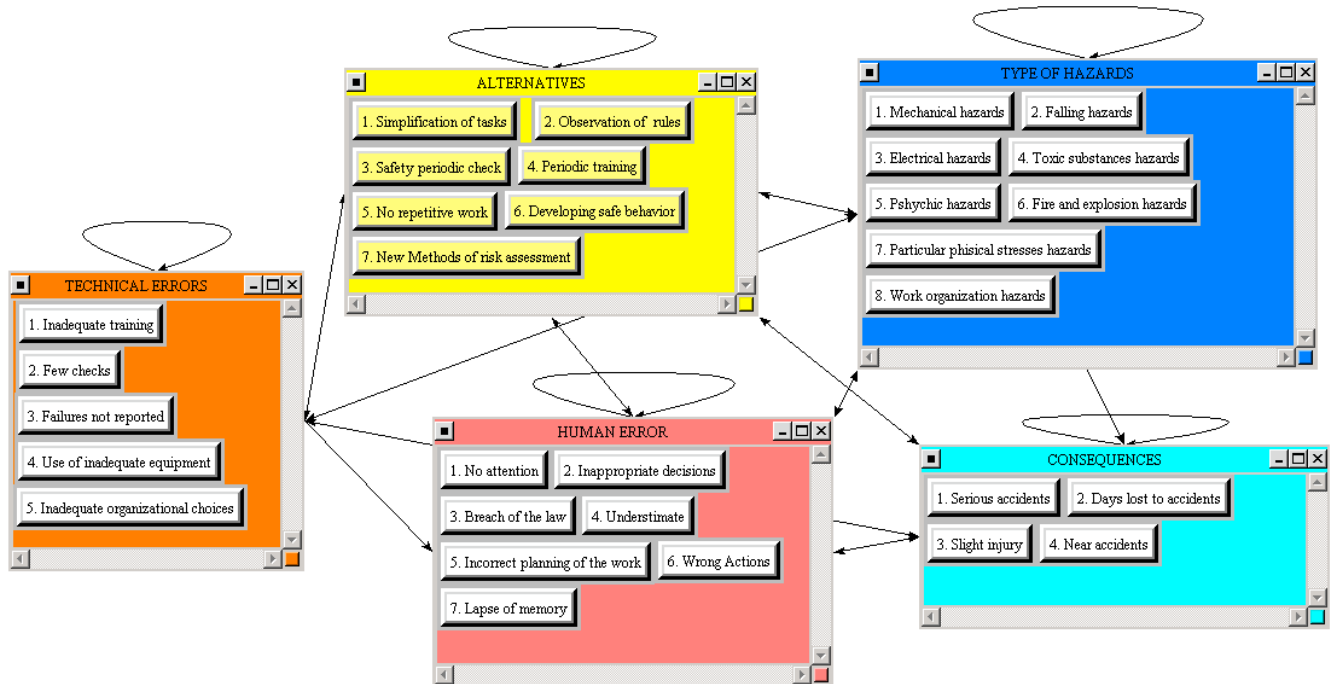 ALTERNATIVES
1. Simplification of tasks
2. Observation of rules
3. Safety periodic check
4. Periodic training
5. No repetitive work
6. Developing safe behavior
7. New Methods of risk assessment
TYPE OF HAZARDS
1. Mechanical hazards
2. Falling hazards
3. Electrical hazards
4. Toxic substances hazards
5. Pshychic hazards
6. Fire and explosion hazards
7. Particular phisical stresses hazards
8. Work organization hazards
TECHNICAL ERRORS
1. Inadequate training
2. Few checks
3. Failures not reported
4. Use of inadequate equipment
5. Inadequate organizational choices
HUMAN ERROR
1. No attention
2. Inappropriate decisions
3. Breach of the law
4. Understimate
5. Incorrect planning of the work
6. Wrong Actions
7. Lapse of memory
CONSEQUENCES
1. Serious accidents
2. Days lost to accidents
3. Slight injury
4. Near accidents